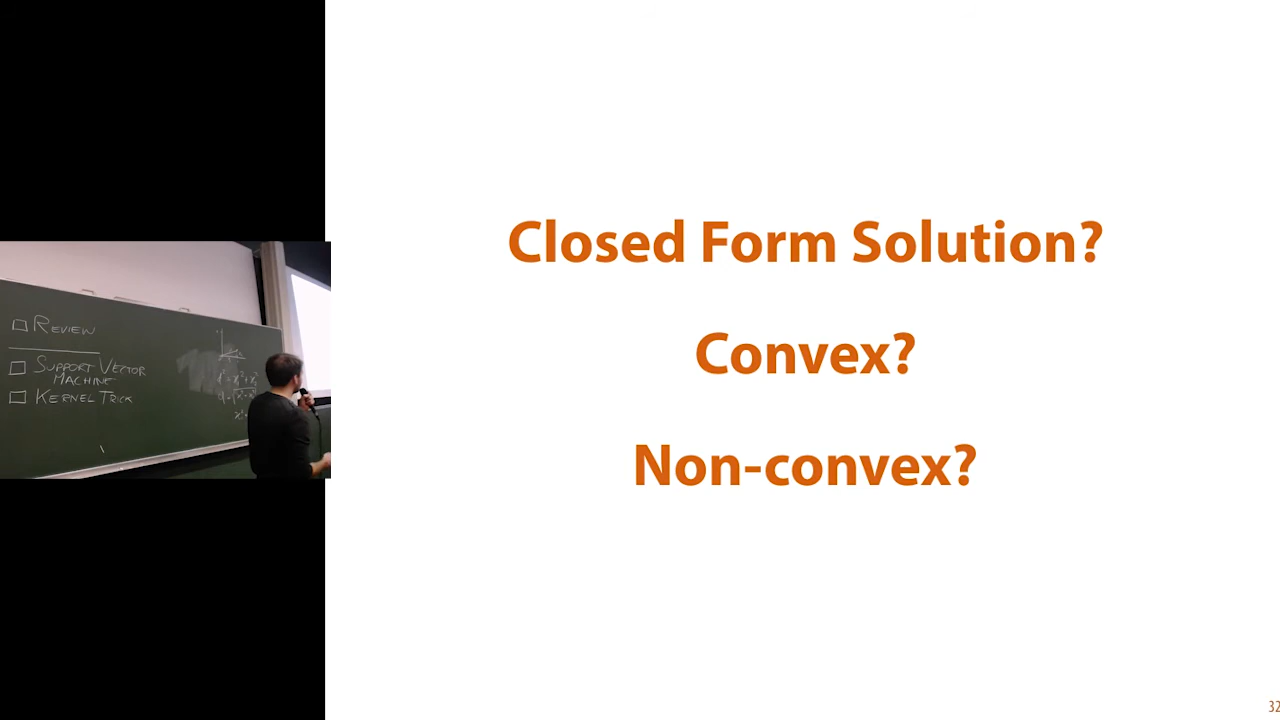 Closed Form Solution?
Convex?
Non-convex?
REVIEW
SUPPORT VECTOR
MACHINE
KERNEL TRICK
32